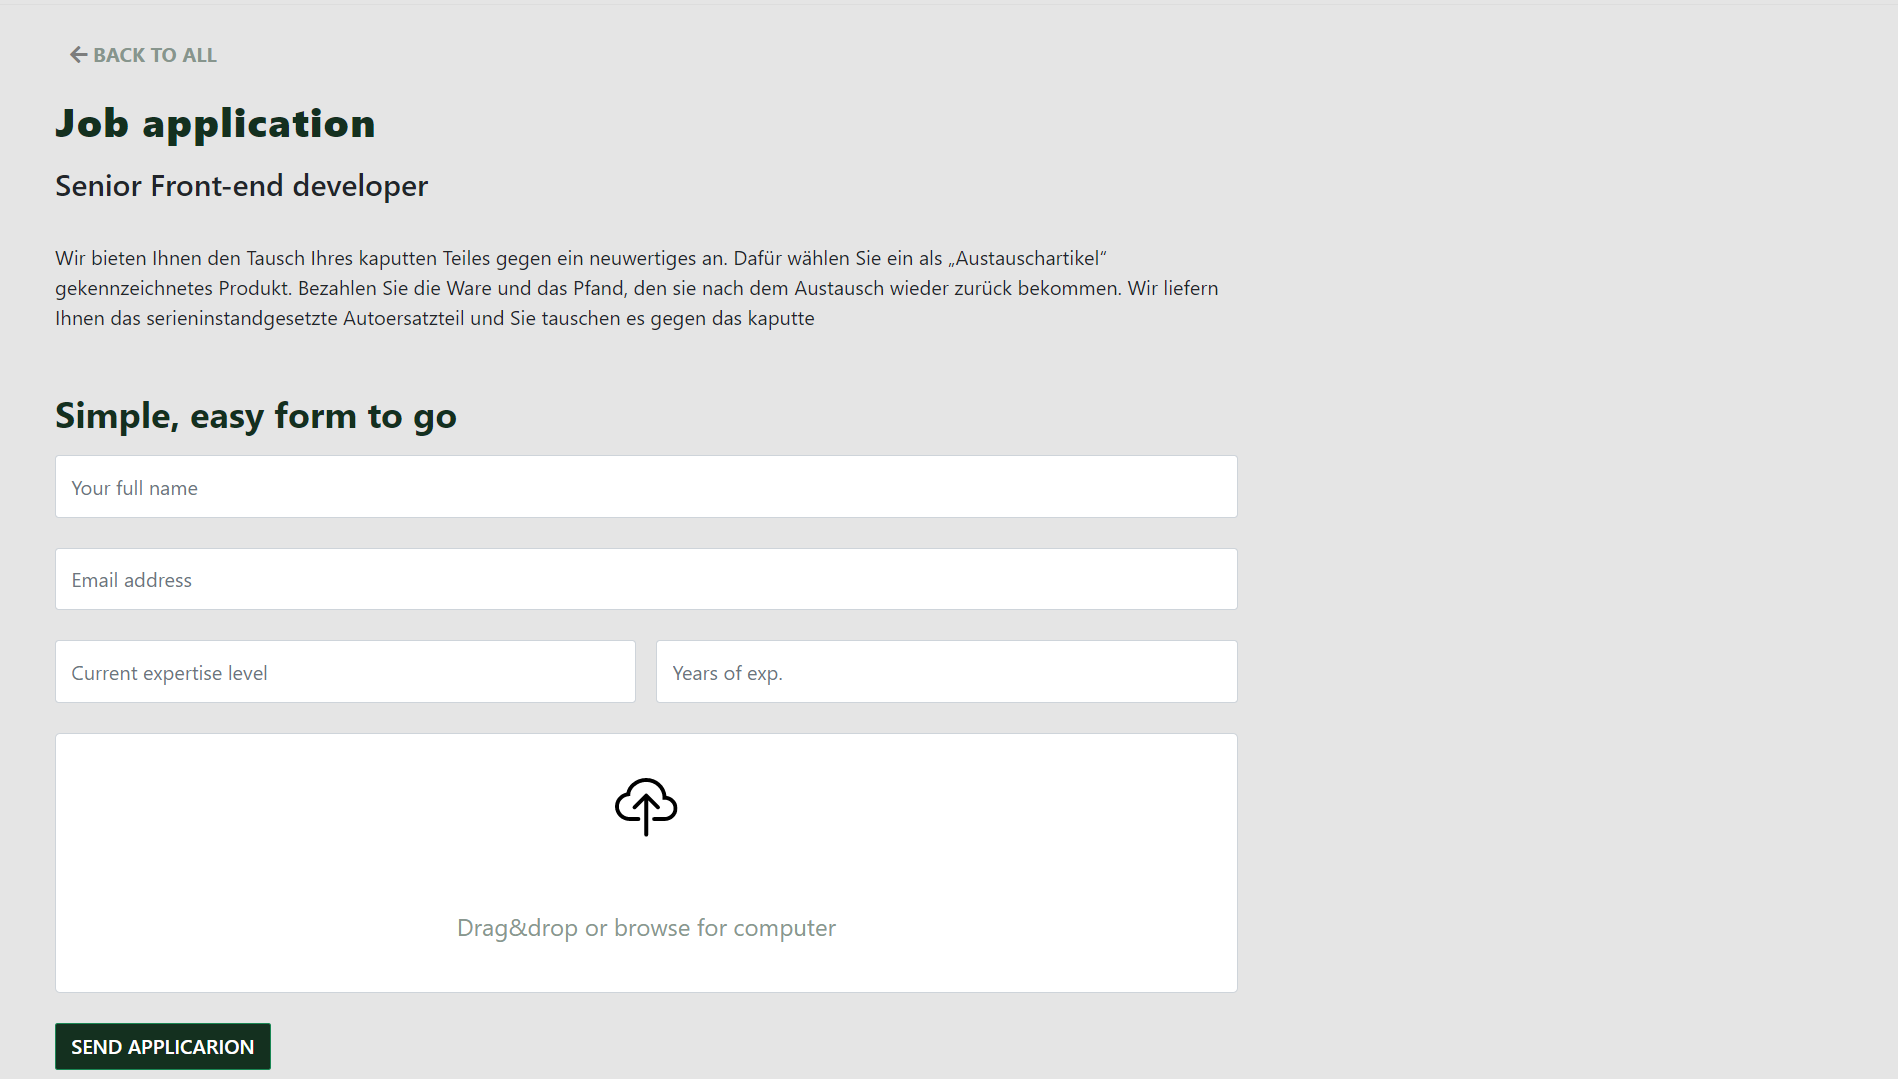 BACK TO ALL
Job application
Senior Front-end developer
Wir bieten Ihnen den Tausch Ihres kaputten Teiles gegen ein neuwertiges an. Dafür wählen Sie ein als „Austauschartikel“
gekennzeichnetes Produkt. Bezahlen Sie die Ware und das Pfand, den sie nach dem Austausch wieder zurück bekommen. Wir liefern
Ihnen das serieninstandgesetzte Autoersatzteil und Sie tauschen es gegen das kaputte
Simple, easy form to go
Your full name
Email address
Current expertise level
Years of exp.
Drag&drop or browse for computer
SEND APPLICARION